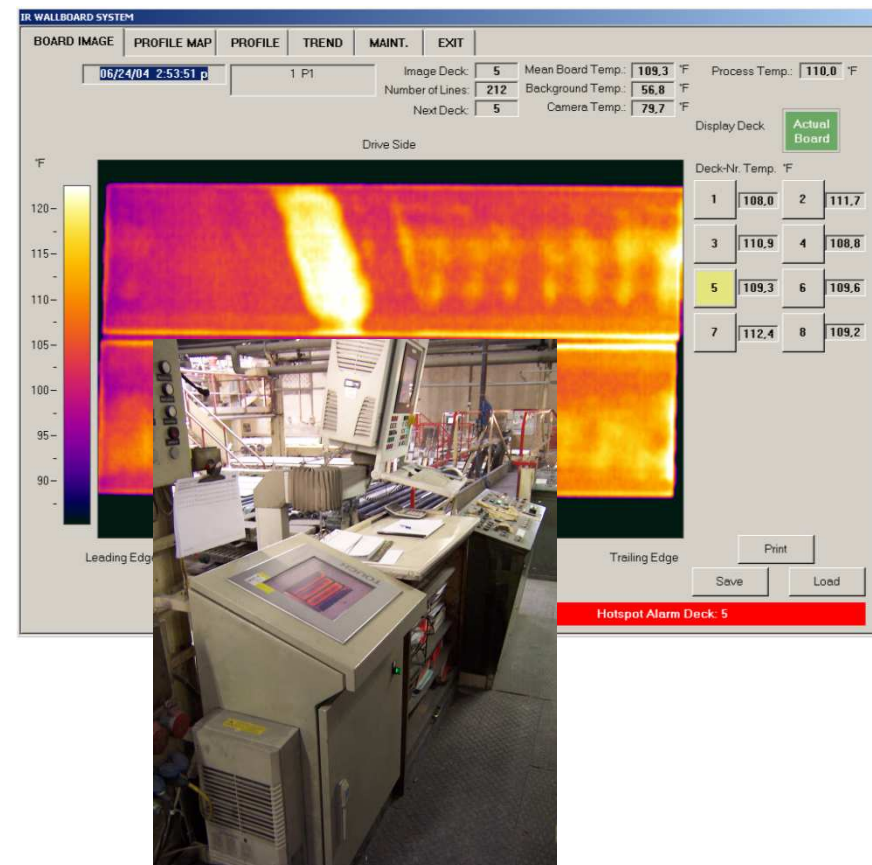 IR WALLBOARD SYSTEM
BOARD IMAGE PROFILE MAP PROFILE TREND MAINT. EXIT
06/24/04 2:53:51 p 1 P1
Image Deck: 5 Mean Board Temp.: 109,3 °F Process Temp.: 110,0 °F
Number of Lines: 212 Background Temp.: 56,8 °F
Next Deck: 5 Camera Temp.: 79,7 °F
Display Deck Actual Board
Drive Side
°F
Deck-Nr. Temp. °F
1 108,0 2 111,7
3 110,9 4 108,8
5 109,3 6 109,6
7 112,4 8 109,2
120
115
110
105
100
95
90
TOUCH
Leading Edg
Trailing Edge
Print
Save Load
Hotspot Alarm Deck: 5